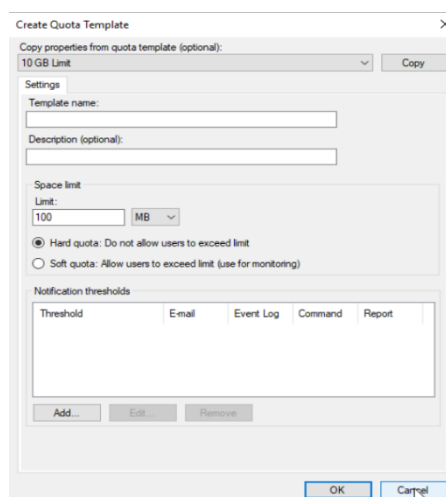 Create Quota Template
Copy properties from quota template (optional):
10 GB Limit
Copy
Settings
Template name:
Description (optional):
Space limit
Limit:
100 MB
Hard quota: Do not allow users to exceed limit
Soft quota: Allow users to exceed limit (use for monitoring)
Notification thresholds
Threshold E-mail Event Log Command Report
Add... Edit... Remove
OK Cancel